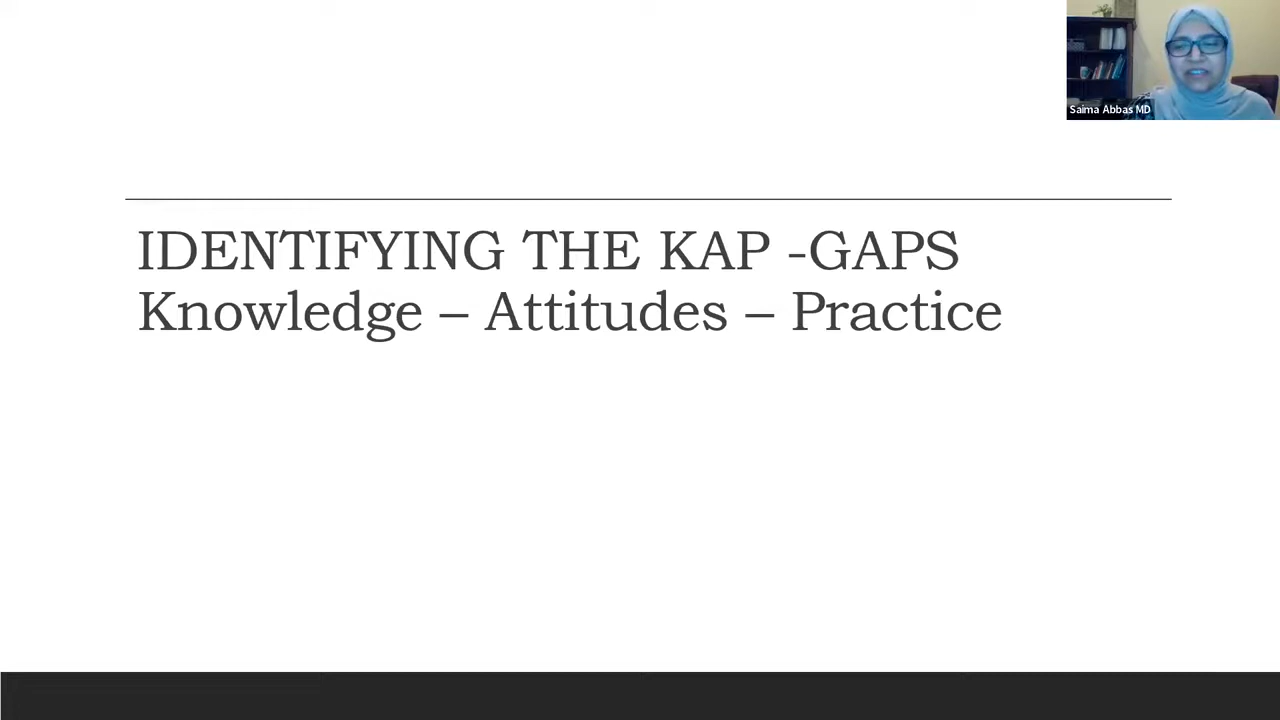 Saima Abbas MD
IDENTIFYING THE KAP -GAPS
Knowledge – Attitudes – Practice